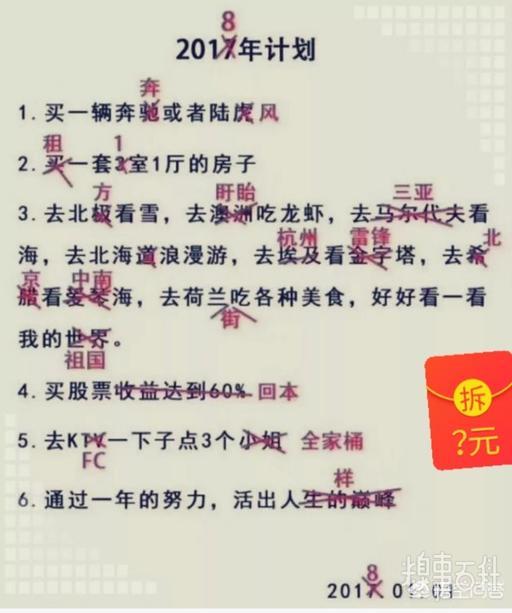 8
2017年计划
奔
1. 买一辆奔驰或者陆虎风
租 1
2. 买一套3室1厅的房子
方 盱眙 三亚
3. 去北极看雪，去澳洲吃龙虾，去马尔代夫看
杭州 雷锋 北
海，去北海道浪漫游，去埃及看金字塔，去希
京 中南
腊看爱琴海，去荷兰吃各种美食，好好看一看
街
我的世界。
祖国
4. 买股票收益达到60% 回本
拆
?元
5. 去KTV一下子点3个小姐 全家桶
FC
样
6. 通过一年的努力，活出人生的巅峰
8
2017 01.01